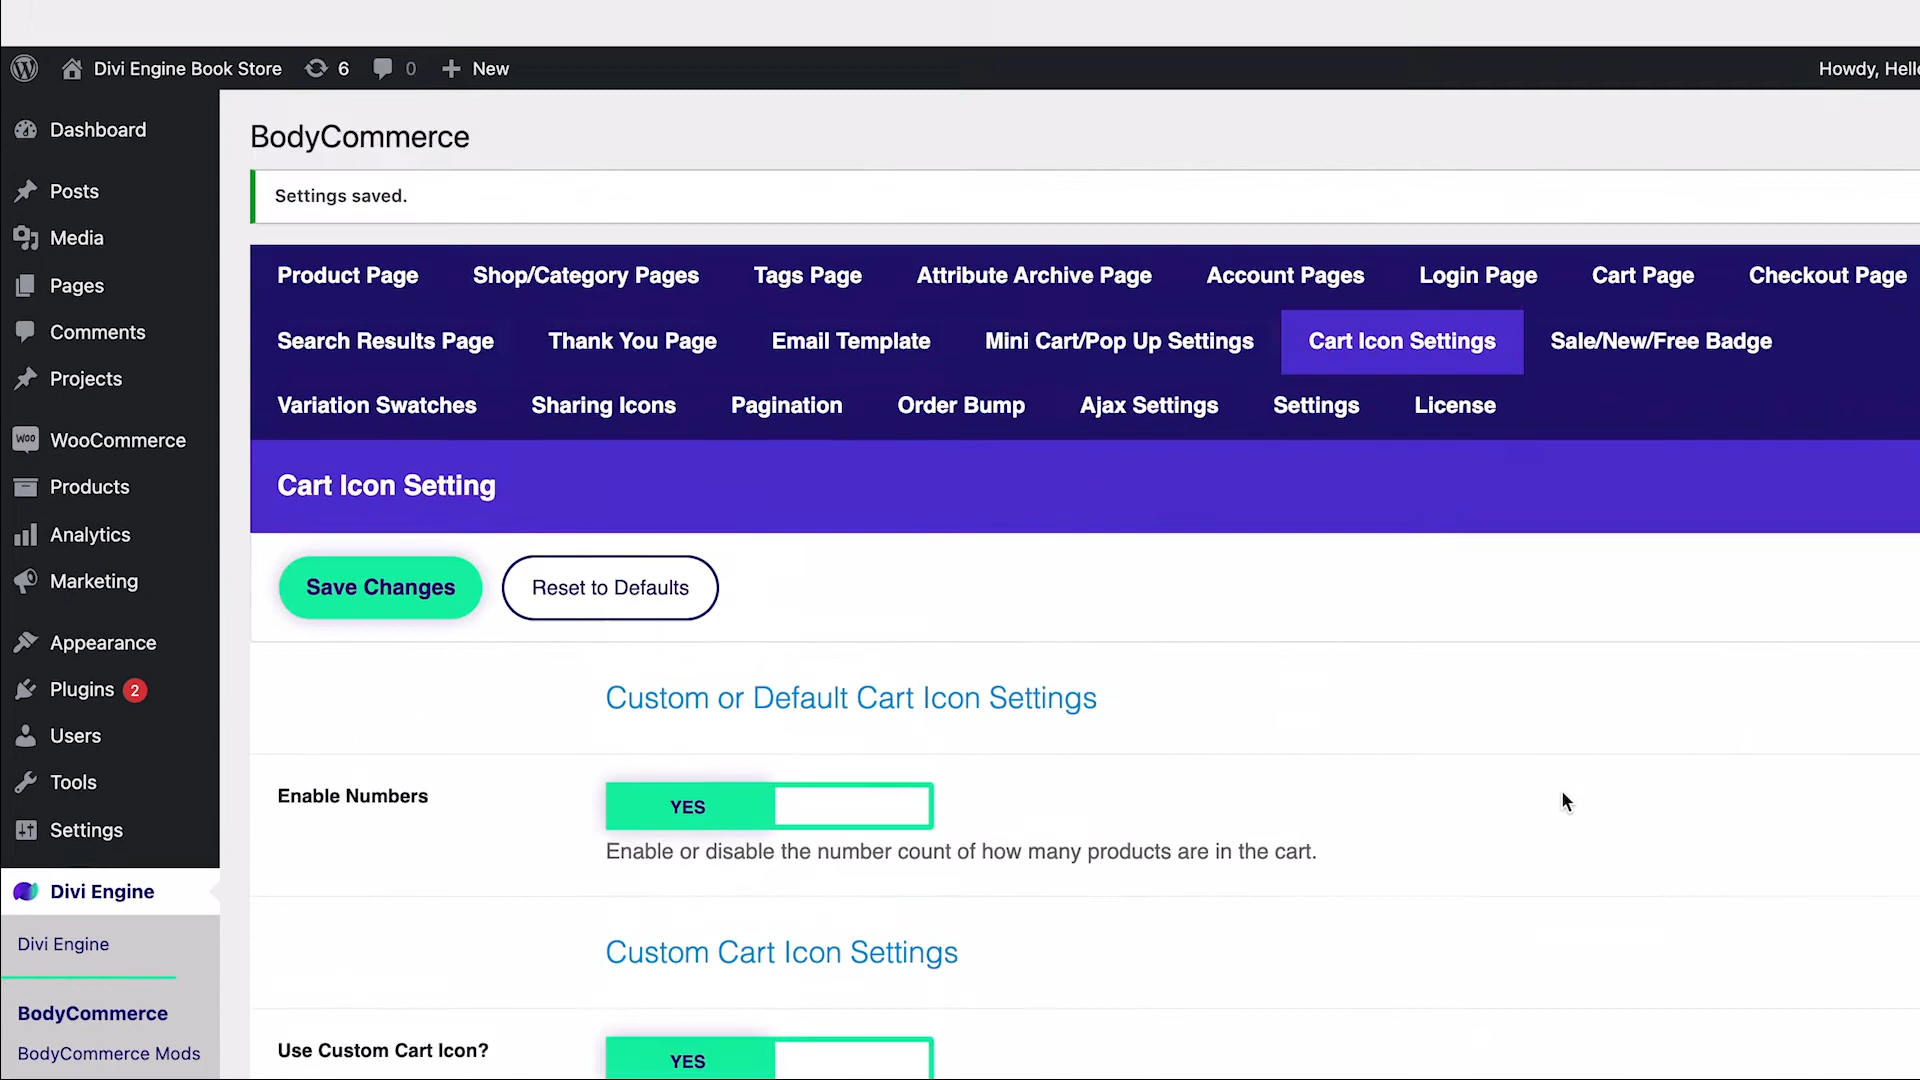 Divi Engine Book Store 6 0 New Howdy, Hello
Dashboard
Posts
Media
Pages
Comments
Projects
WooCommerce
Products
Analytics
Marketing
Appearance
Plugins 2
Users
Tools
Settings
Divi Engine
Divi Engine
BodyCommerce
BodyCommerce Mods
BodyCommerce
Settings saved.
Product Page Shop/Category Pages Tags Page Attribute Archive Page Account Pages Login Page Cart Page Checkout Page
Search Results Page Thank You Page Email Template Mini Cart/Pop Up Settings Cart Icon Settings Sale/New/Free Badge
Variation Swatches Sharing Icons Pagination Order Bump Ajax Settings Settings License
Cart Icon Setting
Save Changes Reset to Defaults
Custom or Default Cart Icon Settings
Enable Numbers YES
Enable or disable the number count of how many products are in the cart.
Custom Cart Icon Settings
Use Custom Cart Icon? YES